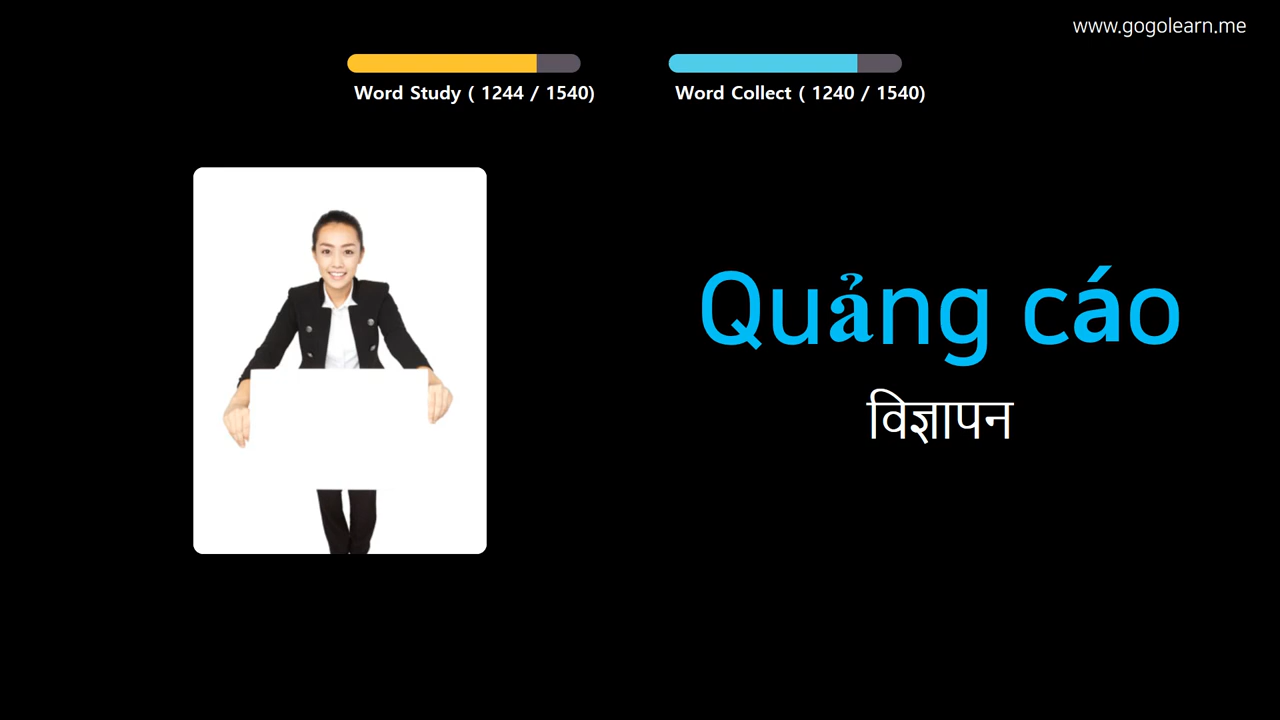 www.gogolearn.me
Word Study ( 1244 / 1540)
Word Collect ( 1240 / 1540)
Quảng cáo
विज्ञापन